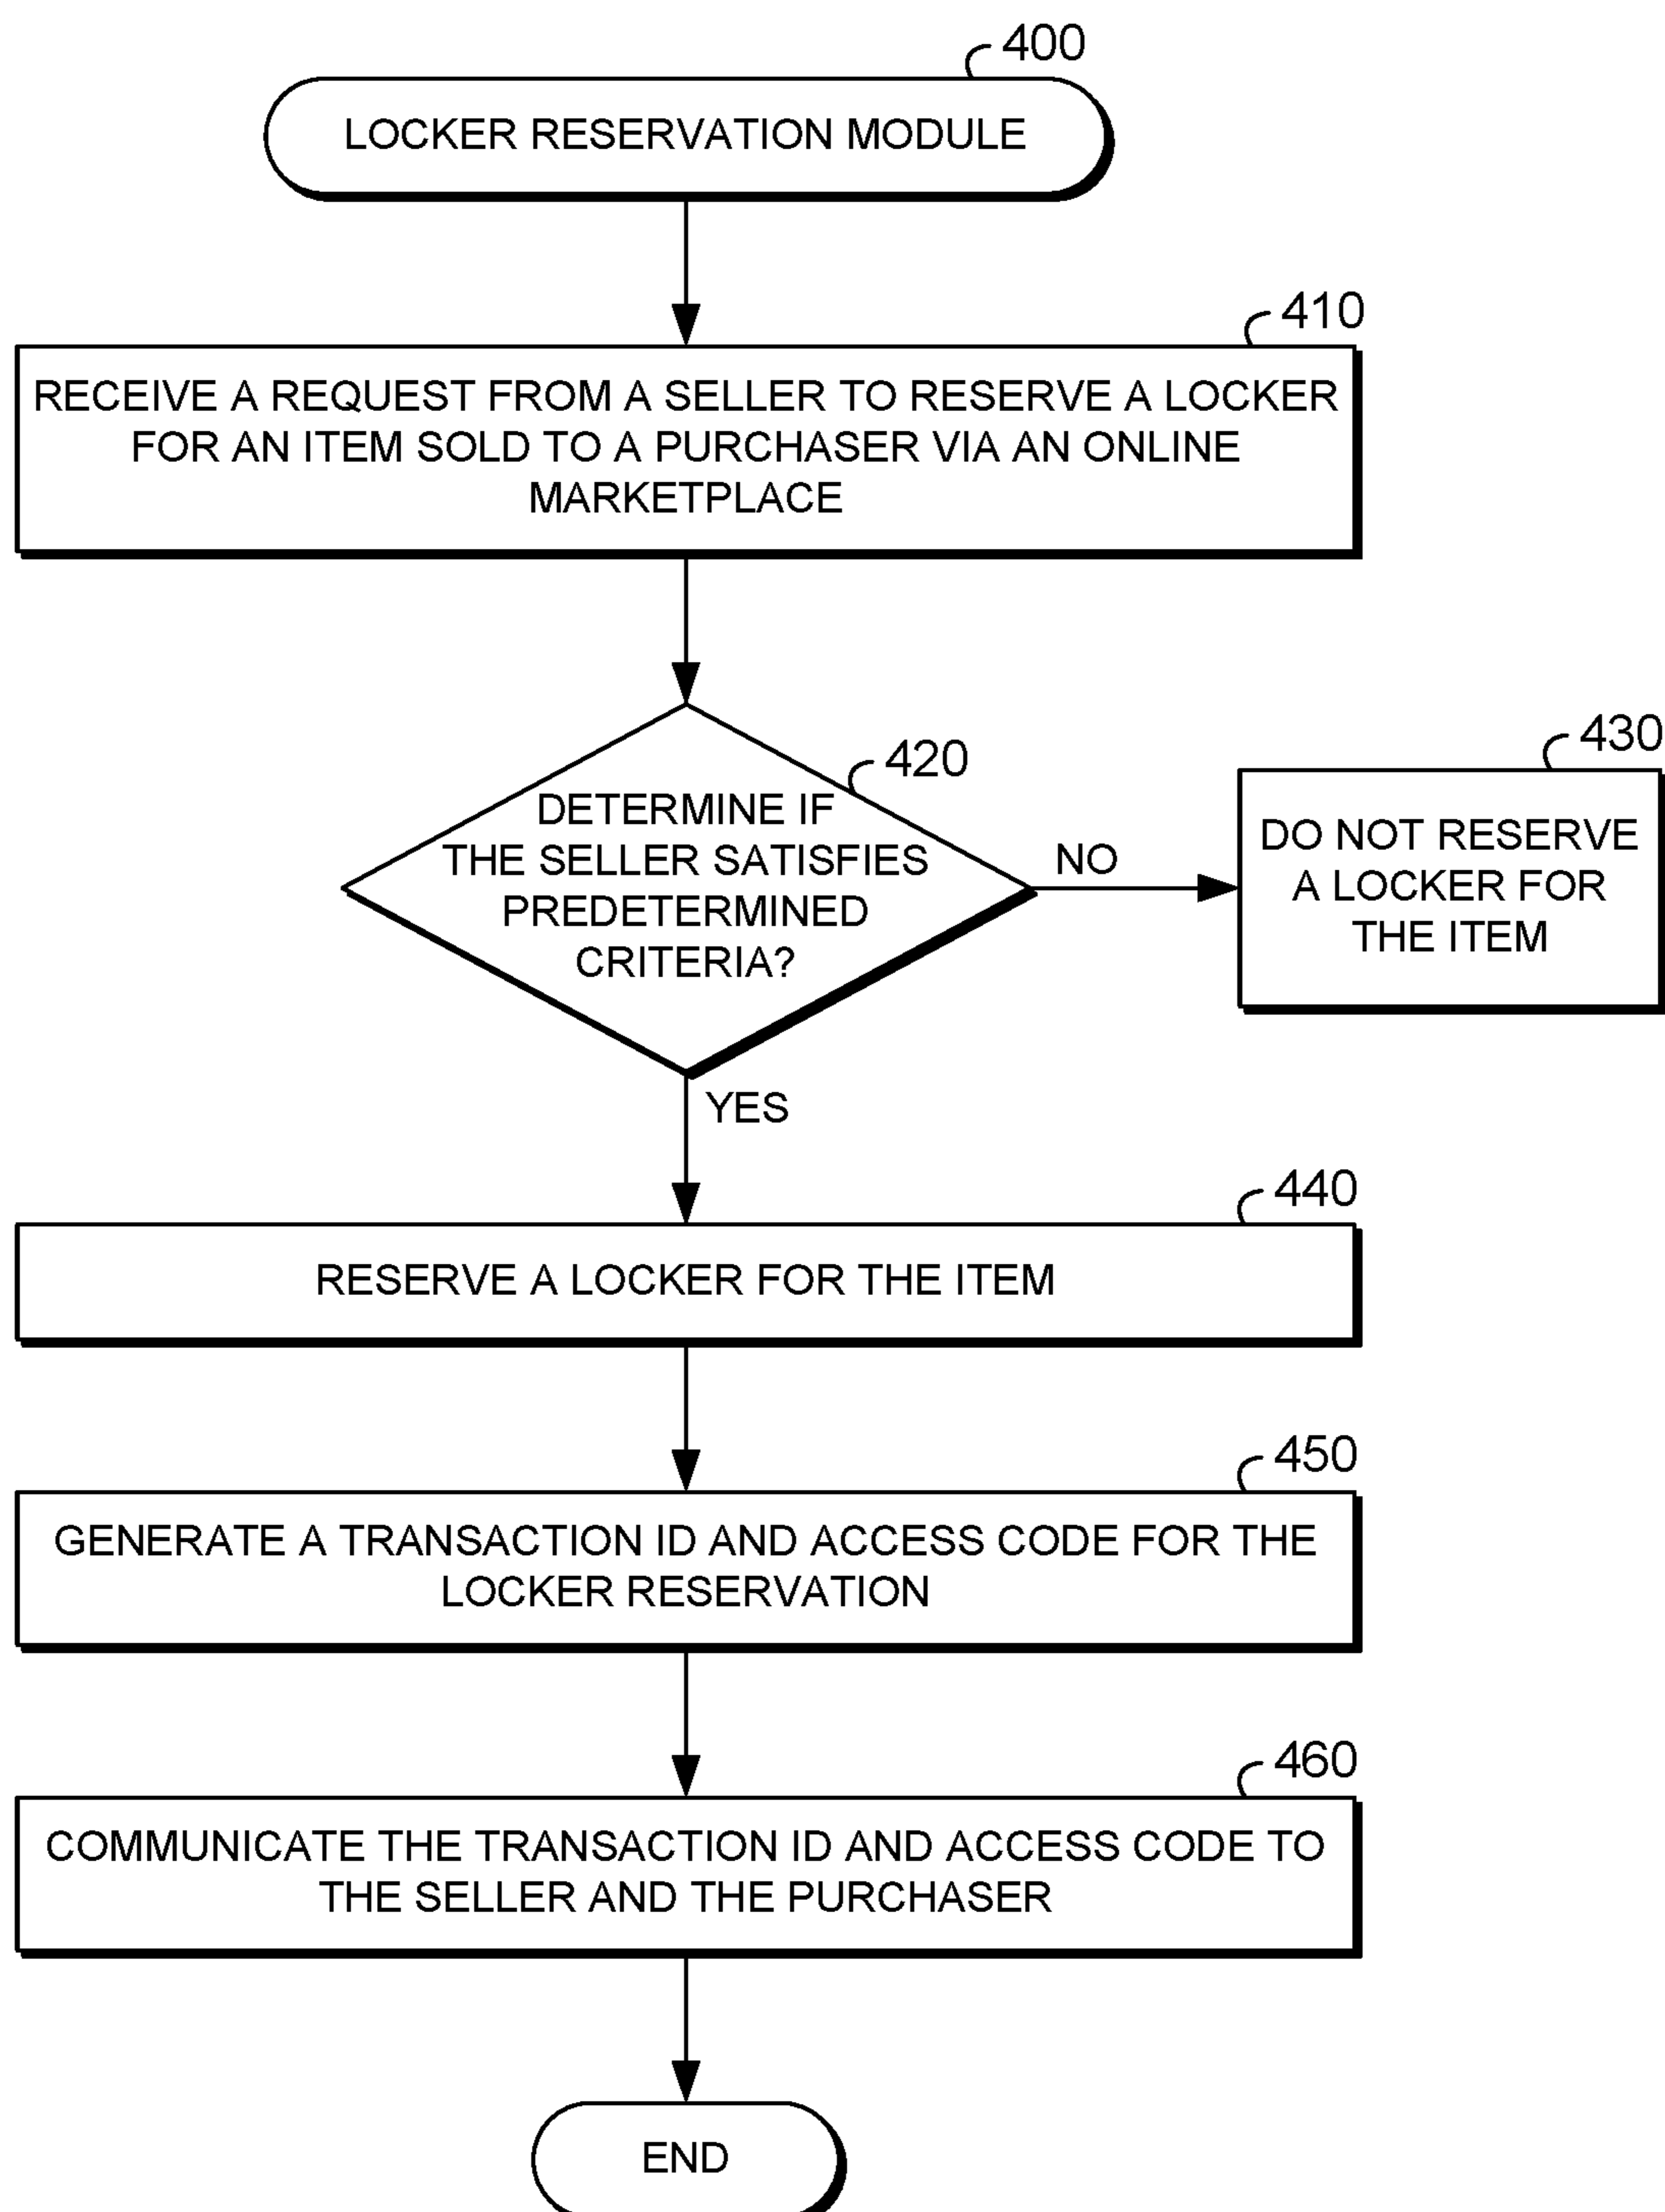 400
LOCKER RESERVATION MODULE
410
RECEIVE A REQUEST FROM A SELLER TO RESERVE A LOCKER
FOR AN ITEM SOLD TO A PURCHASER VIA AN ONLINE
MARKETPLACE
420
DETERMINE IF
THE SELLER SATISFIES
PREDETERMINED
CRITERIA?
NO
430
DO NOT RESERVE
A LOCKER FOR
THE ITEM
YES
440
RESERVE A LOCKER FOR THE ITEM
450
GENERATE A TRANSACTION ID AND ACCESS CODE FOR THE
LOCKER RESERVATION
460
COMMUNICATE THE TRANSACTION ID AND ACCESS CODE TO
THE SELLER AND THE PURCHASER
END